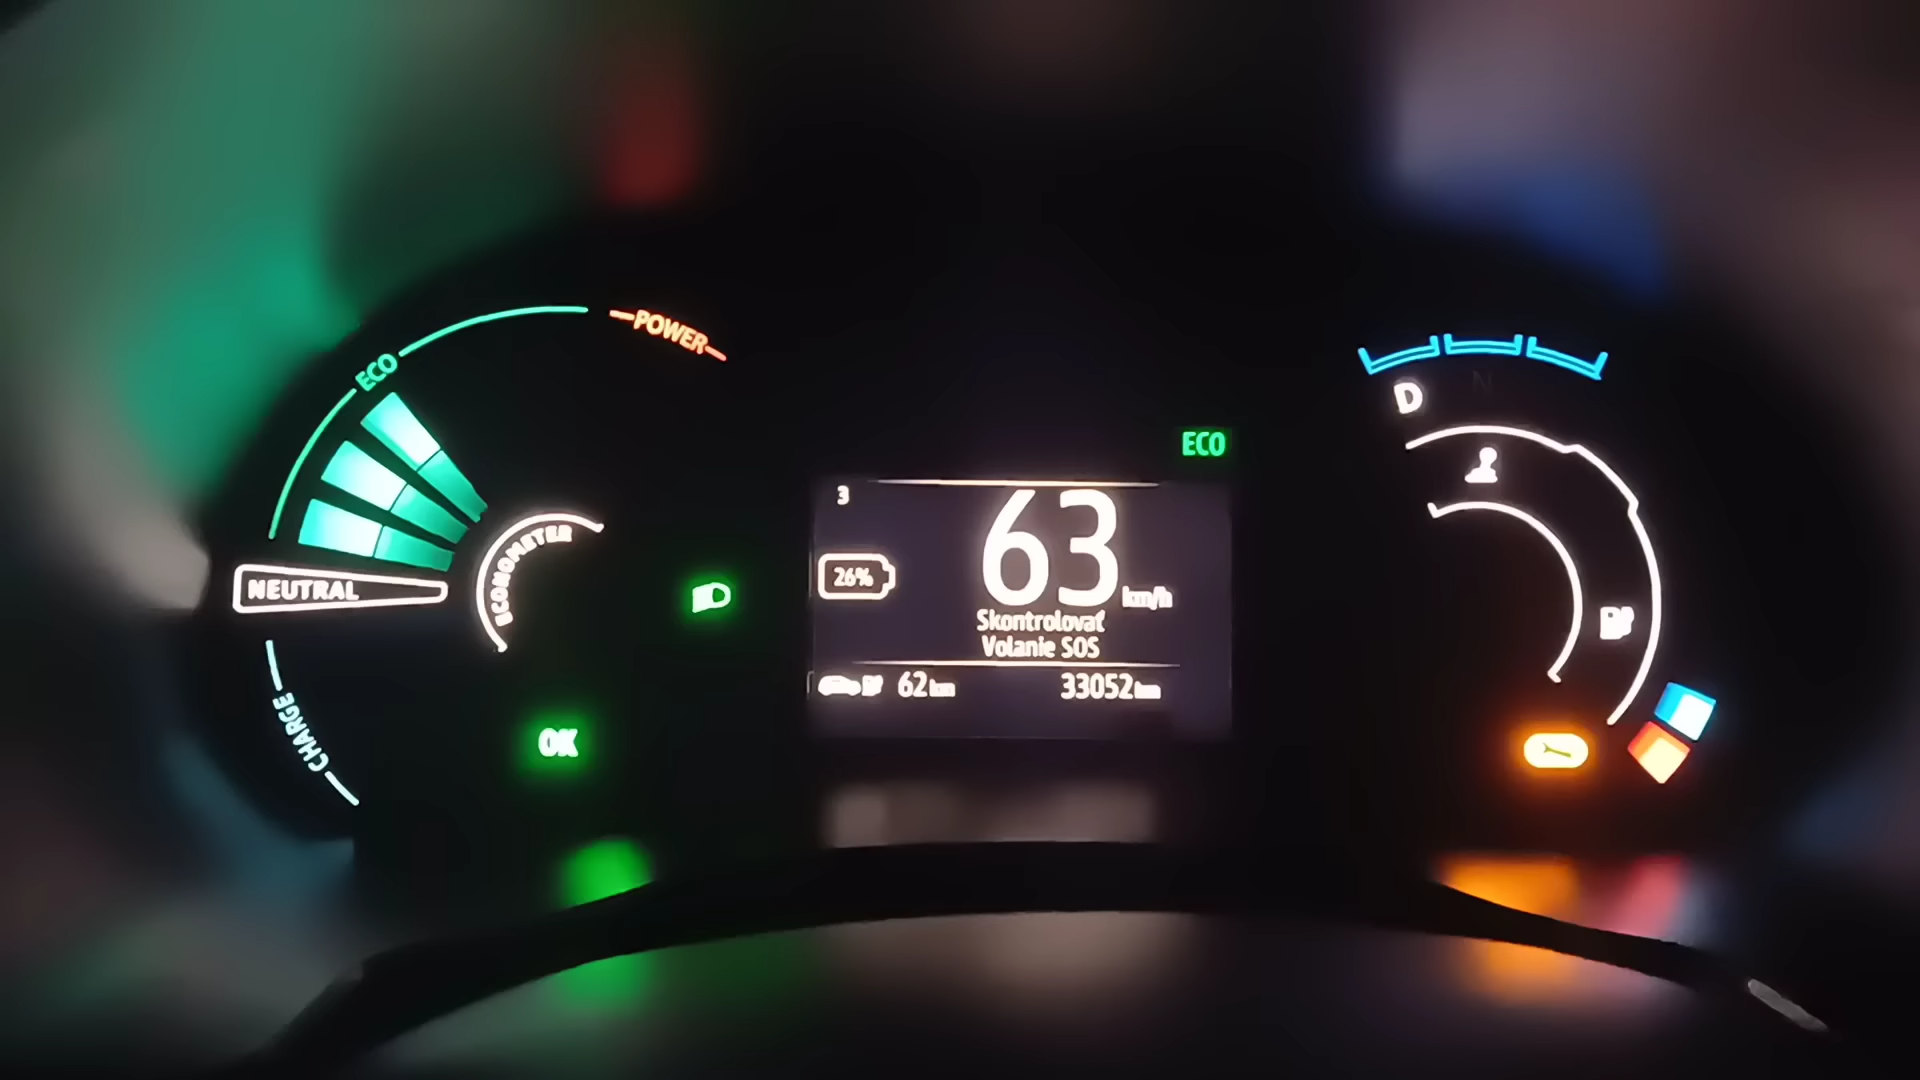 POWER
ECO
D
N
ECO
3
63
km/h
26%
ECONOMETER
NEUTRAL
Skontrolovať
Volanie SOS
62 km
33052 km
CHARGE
OK